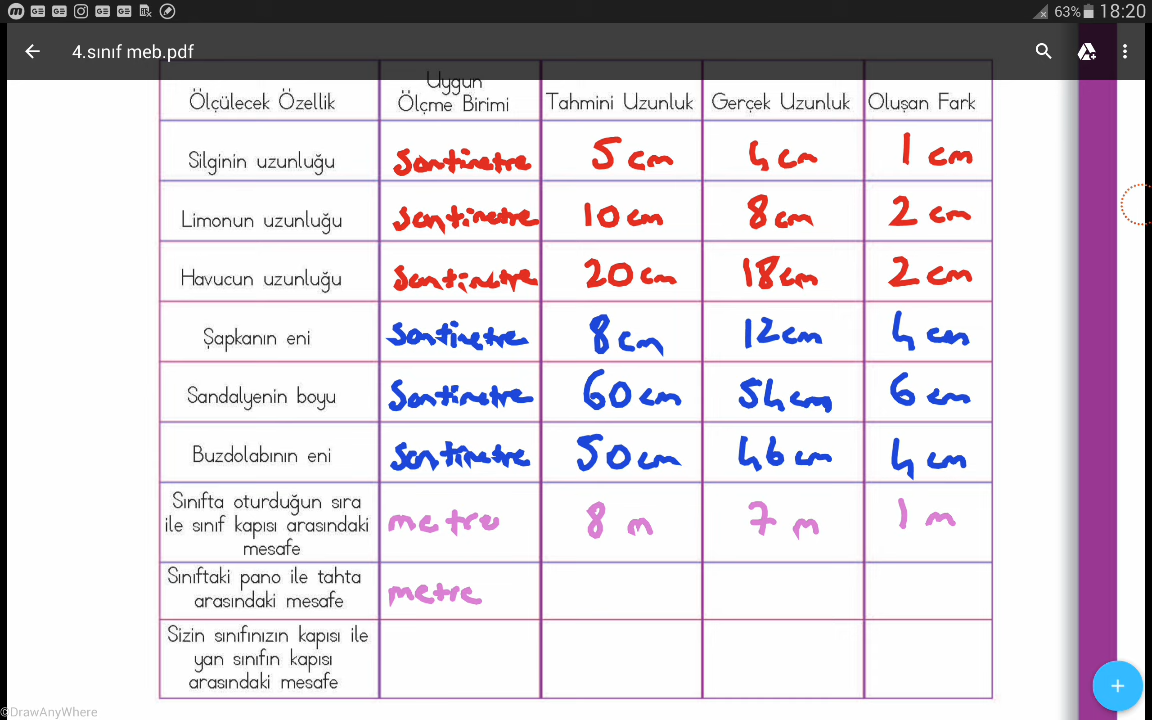 63% 18:20
4.sınıf meb.pdf
Ölçülecek Özellik Uygun Ölçme Birimi Tahmini Uzunluk Gerçek Uzunluk Oluşan Fark
Silginin uzunluğu santimetre 5 cm 4 cm 1 cm
Limonun uzunluğu santimetre 10 cm 8 cm 2 cm
Havucun uzunluğu santimetre 20 cm 18 cm 2 cm
Şapkanın eni santimetre 8 cm 12 cm 4 cm
Sandalyenin boyu santimetre 60 cm 54 cm 6 cm
Buzdolabının eni santimetre 50 cm 46 cm 4 cm
Sınıfta oturduğun sıra
ile sınıf kapısı arasındaki metre 8 m 7 m 1 m
mesafe
Sınıftaki pano ile tahta
arasındaki mesafe metre
Sizin sınıfınızın kapısı ile
yan sınıfın kapısı
arasındaki mesafe
©DrawAnyWhere